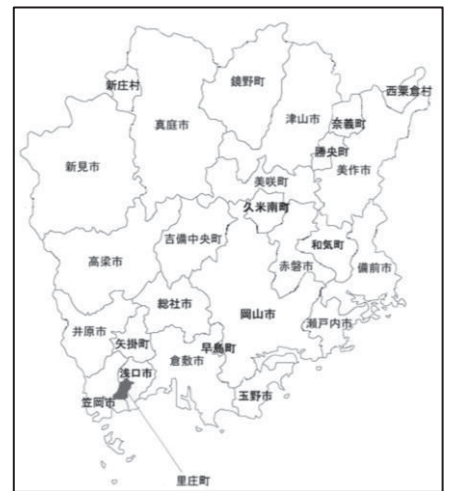 鏡野町
新庄村
西粟倉村
津山市
奈義町
真庭市
勝央町
新見市
美作市
美咲町
久米南町
吉備中央町
和気町
高梁市
赤磐市
備前市
総社市
岡山市
瀬戸内市
井原市
矢掛町
早島町
倉敷市
浅口市
玉野市
笠岡市
里庄町